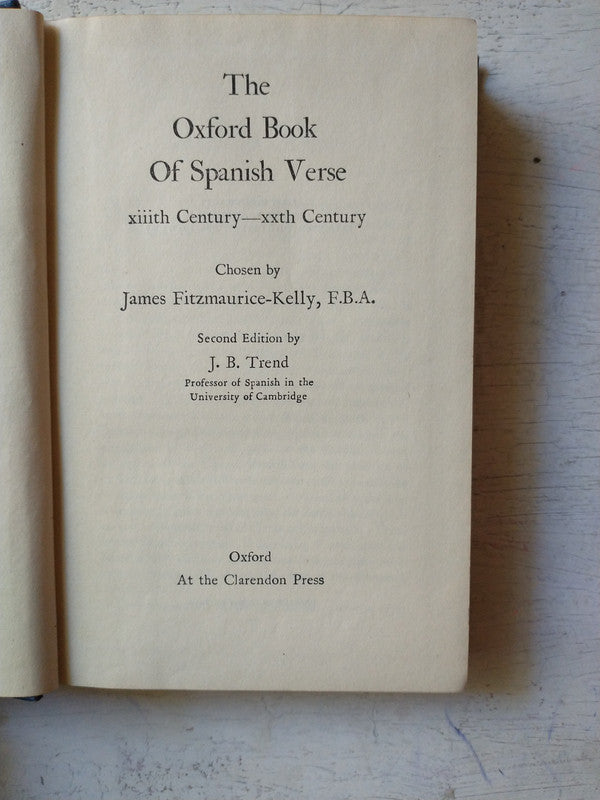 The
Oxford Book
Of Spanish Verse
xiiith Century—xxth Century
Chosen by
James Fitzmaurice-Kelly, F.B.A.
Second Edition by
J. B. Trend
Professor of Spanish in the
University of Cambridge
Oxford
At the Clarendon Press